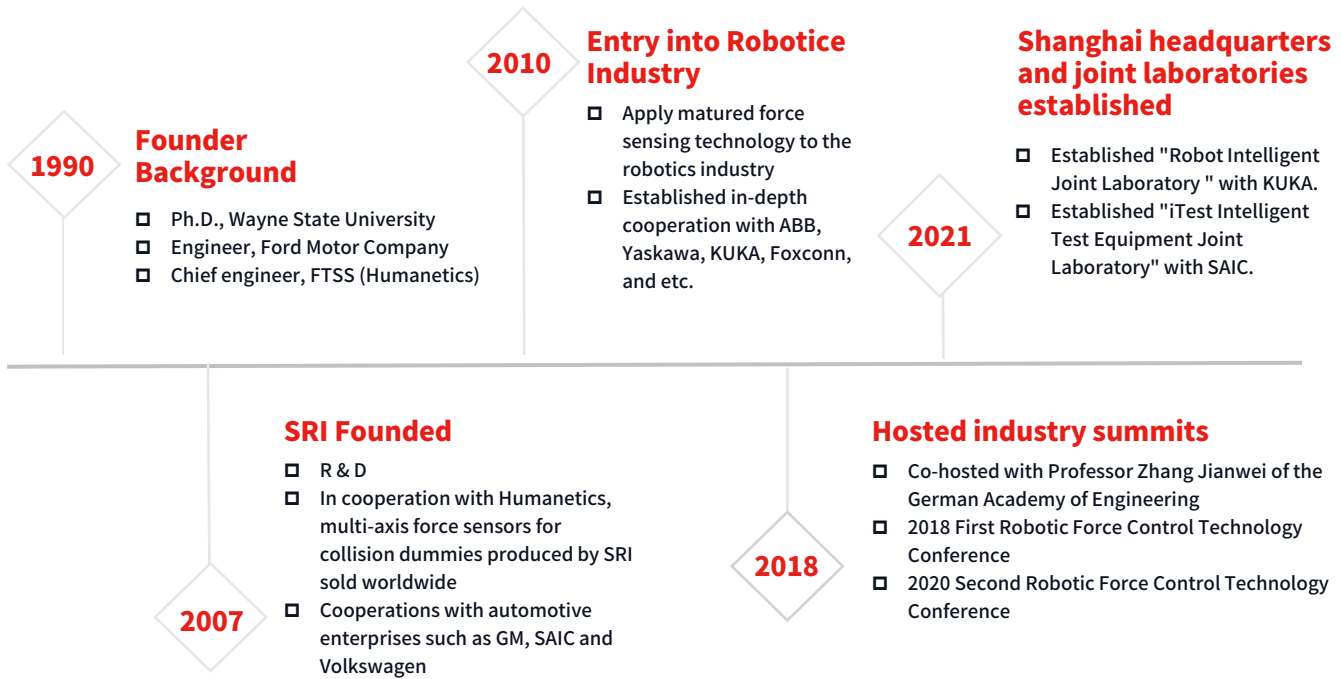 1990
Founder
Background
Ph.D., Wayne State University
Engineer, Ford Motor Company
Chief engineer, FTSS (Humanetics)
2007
SRI Founded
R & D
In cooperation with Humanetics,
multi-axis force sensors for
collision dummies produced by SRI
sold worldwide
Cooperations with automotive
enterprises such as GM, SAIC and
Volkswagen
2010
Entry into Robotice
Industry
Apply matured force
sensing technology to the
robotics industry
Established in-depth
cooperation with ABB,
Yaskawa, KUKA, Foxconn,
and etc.
2018
Hosted industry summits
Co-hosted with Professor Zhang Jianwei of the
German Academy of Engineering
2018 First Robotic Force Control Technology
Conference
2020 Second Robotic Force Control Technology
Conference
2021
Shanghai headquarters
and joint laboratories
established
Established "Robot Intelligent
Joint Laboratory " with KUKA.
Established "iTest Intelligent
Test Equipment Joint
Laboratory" with SAIC.